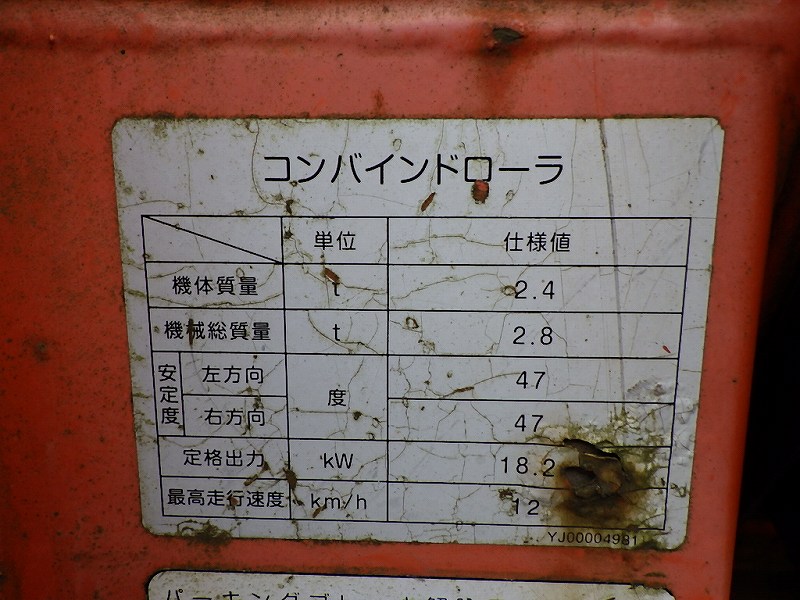 コンバインドローラ
単位 仕様値
機体質量 t 2.4
機械総質量 t 2.8
安定度 左方向 度 47
右方向 47
定格出力 kW 18.2
最高走行速度 km/h 12
YJ00004981